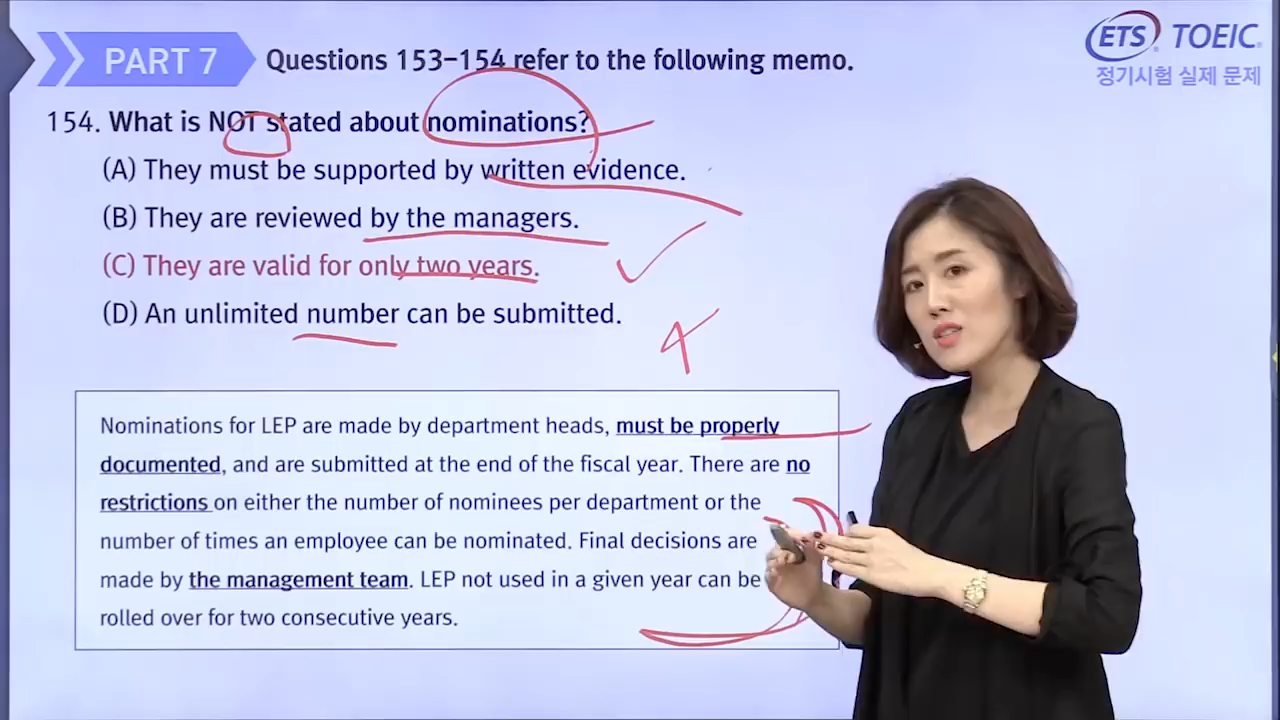 PART 7
Questions 153–154 refer to the following memo.
ETS TOEIC
정기시험 실제 문제
154. What is NOT stated about nominations?
(A) They must be supported by written evidence.
(B) They are reviewed by the managers.
(C) They are valid for only two years.
(D) An unlimited number can be submitted.
Nominations for LEP are made by department heads, must be properly
documented, and are submitted at the end of the fiscal year. There are no
restrictions on either the number of nominees per department or the
number of times an employee can be nominated. Final decisions are
made by the management team. LEP not used in a given year can be
rolled over for two consecutive years.